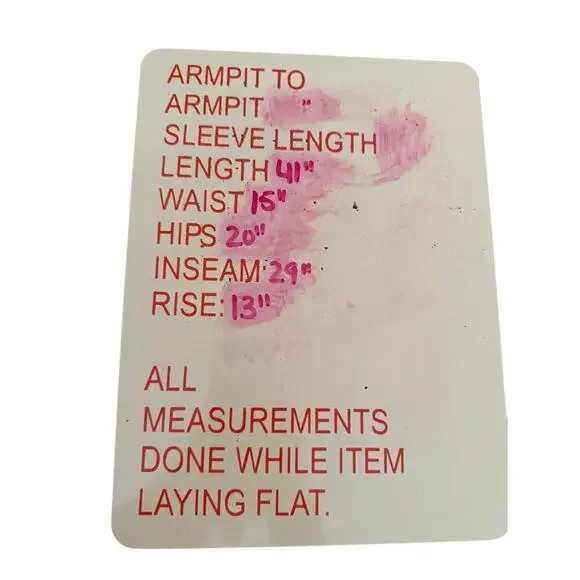 ARMPIT TO
ARMPIT "
SLEEVE LENGTH
LENGTH 41"
WAIST 15"
HIPS 20"
INSEAM: 29"
RISE: 13"
ALL
MEASUREMENTS
DONE WHILE ITEM
LAYING FLAT.